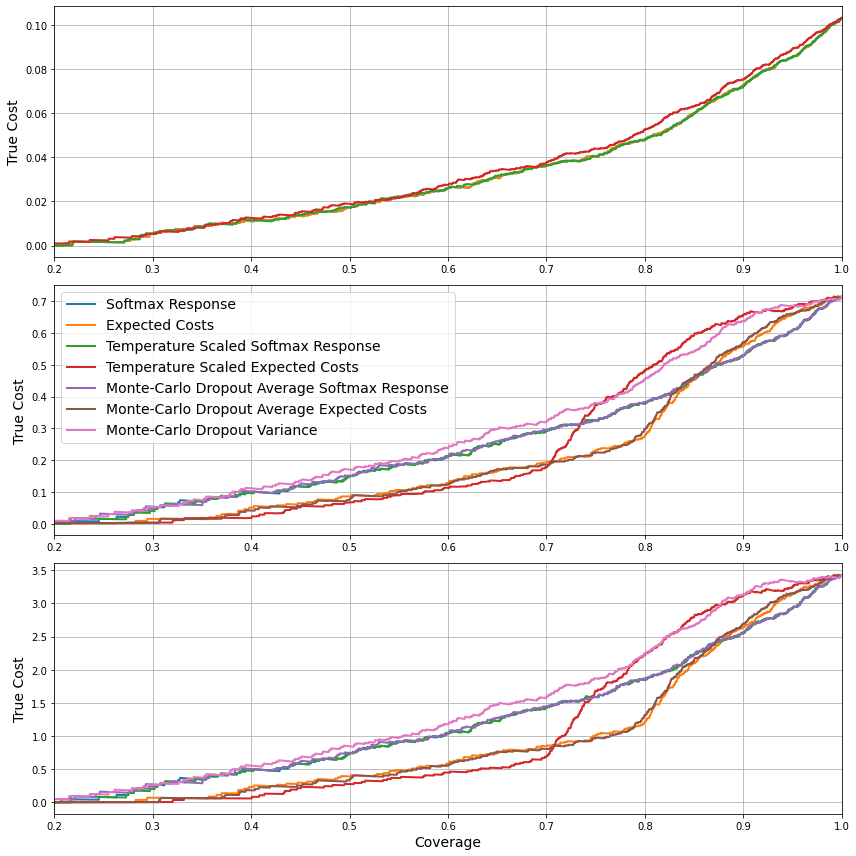 0.10
0.08
0.06
0.04
0.02
0.00
True Cost
0.2 0.3 0.4 0.5 0.6 0.7 0.8 0.9 1.0
0.7
0.6
0.5
0.4
0.3
0.2
0.1
0.0
True Cost
Softmax Response
Expected Costs
Temperature Scaled Softmax Response
Temperature Scaled Expected Costs
Monte-Carlo Dropout Average Softmax Response
Monte-Carlo Dropout Average Expected Costs
Monte-Carlo Dropout Variance
0.2 0.3 0.4 0.5 0.6 0.7 0.8 0.9 1.0
3.5
3.0
2.5
2.0
1.5
1.0
0.5
0.0
True Cost
0.2 0.3 0.4 0.5 0.6 0.7 0.8 0.9 1.0
Coverage